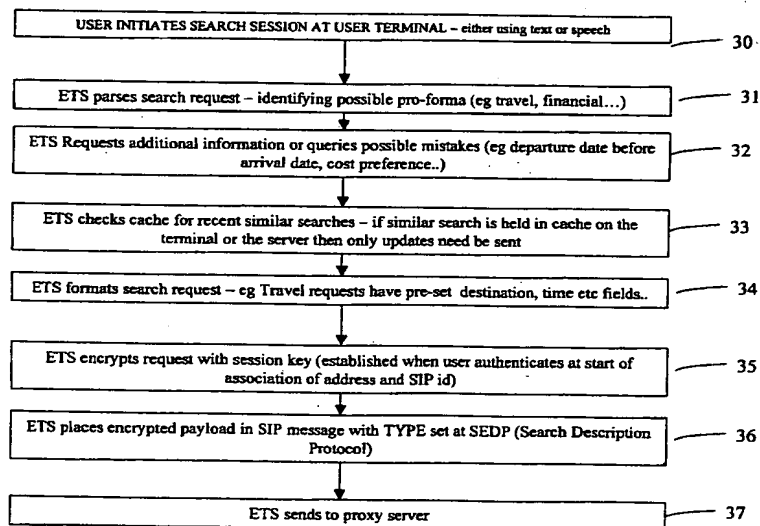 USER INITIATES SEARCH SESSION AT USER TERMINAL – either using text or speech
30
ETS parses search request – identifying possible pro-forma (eg travel, financial...)
31
ETS Requests additional information or queries possible mistakes (eg departure date before
arrival date, cost preference..)
32
ETS checks cache for recent similar searches – if similar search is held in cache on the
terminal or the server then only updates need be sent
33
ETS formats search request – eg Travel requests have pre-set destination, time etc fields..
34
ETS encrypts request with session key (established when user authenticates at start of
association of address and SIP id)
35
ETS places encrypted payload in SIP message with TYPE set at SEDP (Search Description
Protocol)
36
ETS sends to proxy server
37